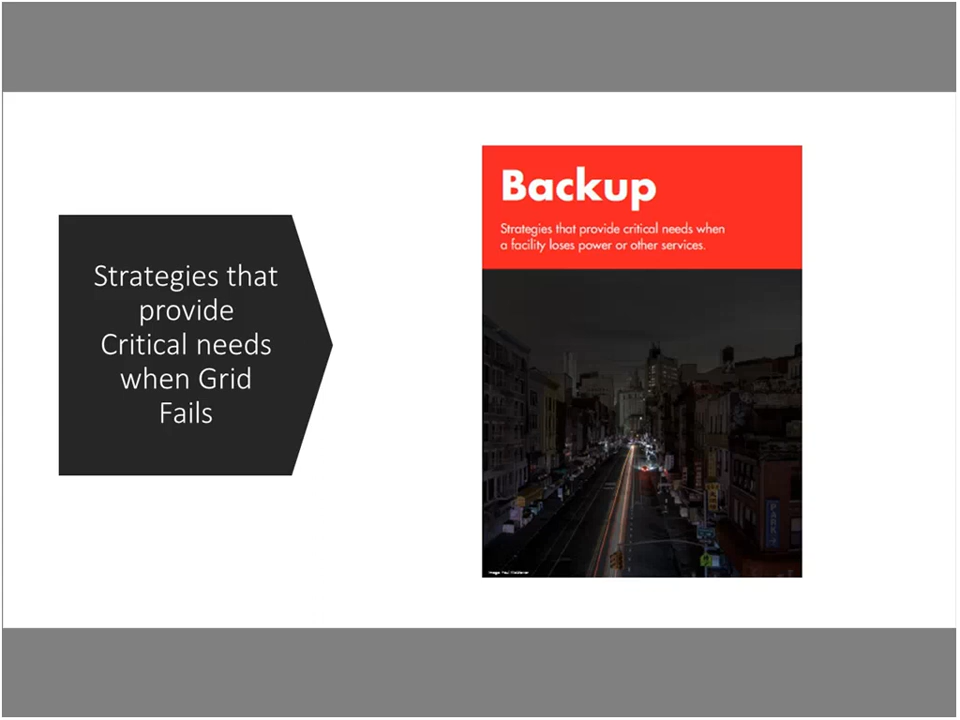 Strategies that
provide
Critical needs
when Grid
Fails
Backup
Strategies that provide critical needs when
a facility loses power or other services.
PARK